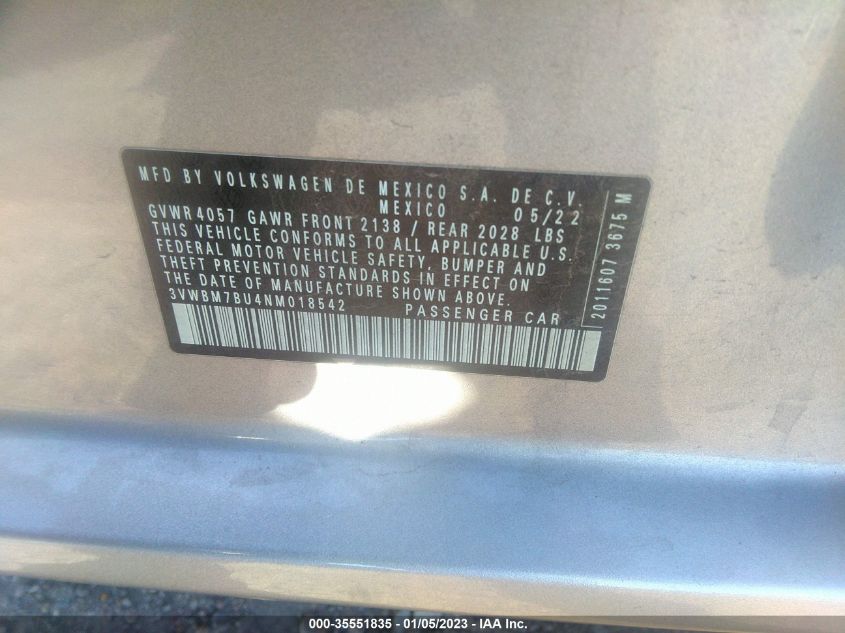 MFD BY VOLKSWAGEN DE MEXICO S.A. DE C.V.
MEXICO 05/22
GVWR 4057 GAWR FRONT 2138 / REAR 2028 LBS
THIS VEHICLE CONFORMS TO ALL APPLICABLE U.S.
FEDERAL MOTOR VEHICLE SAFETY, BUMPER AND
THEFT PREVENTION STANDARDS IN EFFECT ON
THE DATE OF MANUFACTURE SHOWN ABOVE.
3VWBM7BU4NM018542 PASSENGER CAR
2011607 3675 M
000-35551835 - 01/05/2023 - IAA Inc.